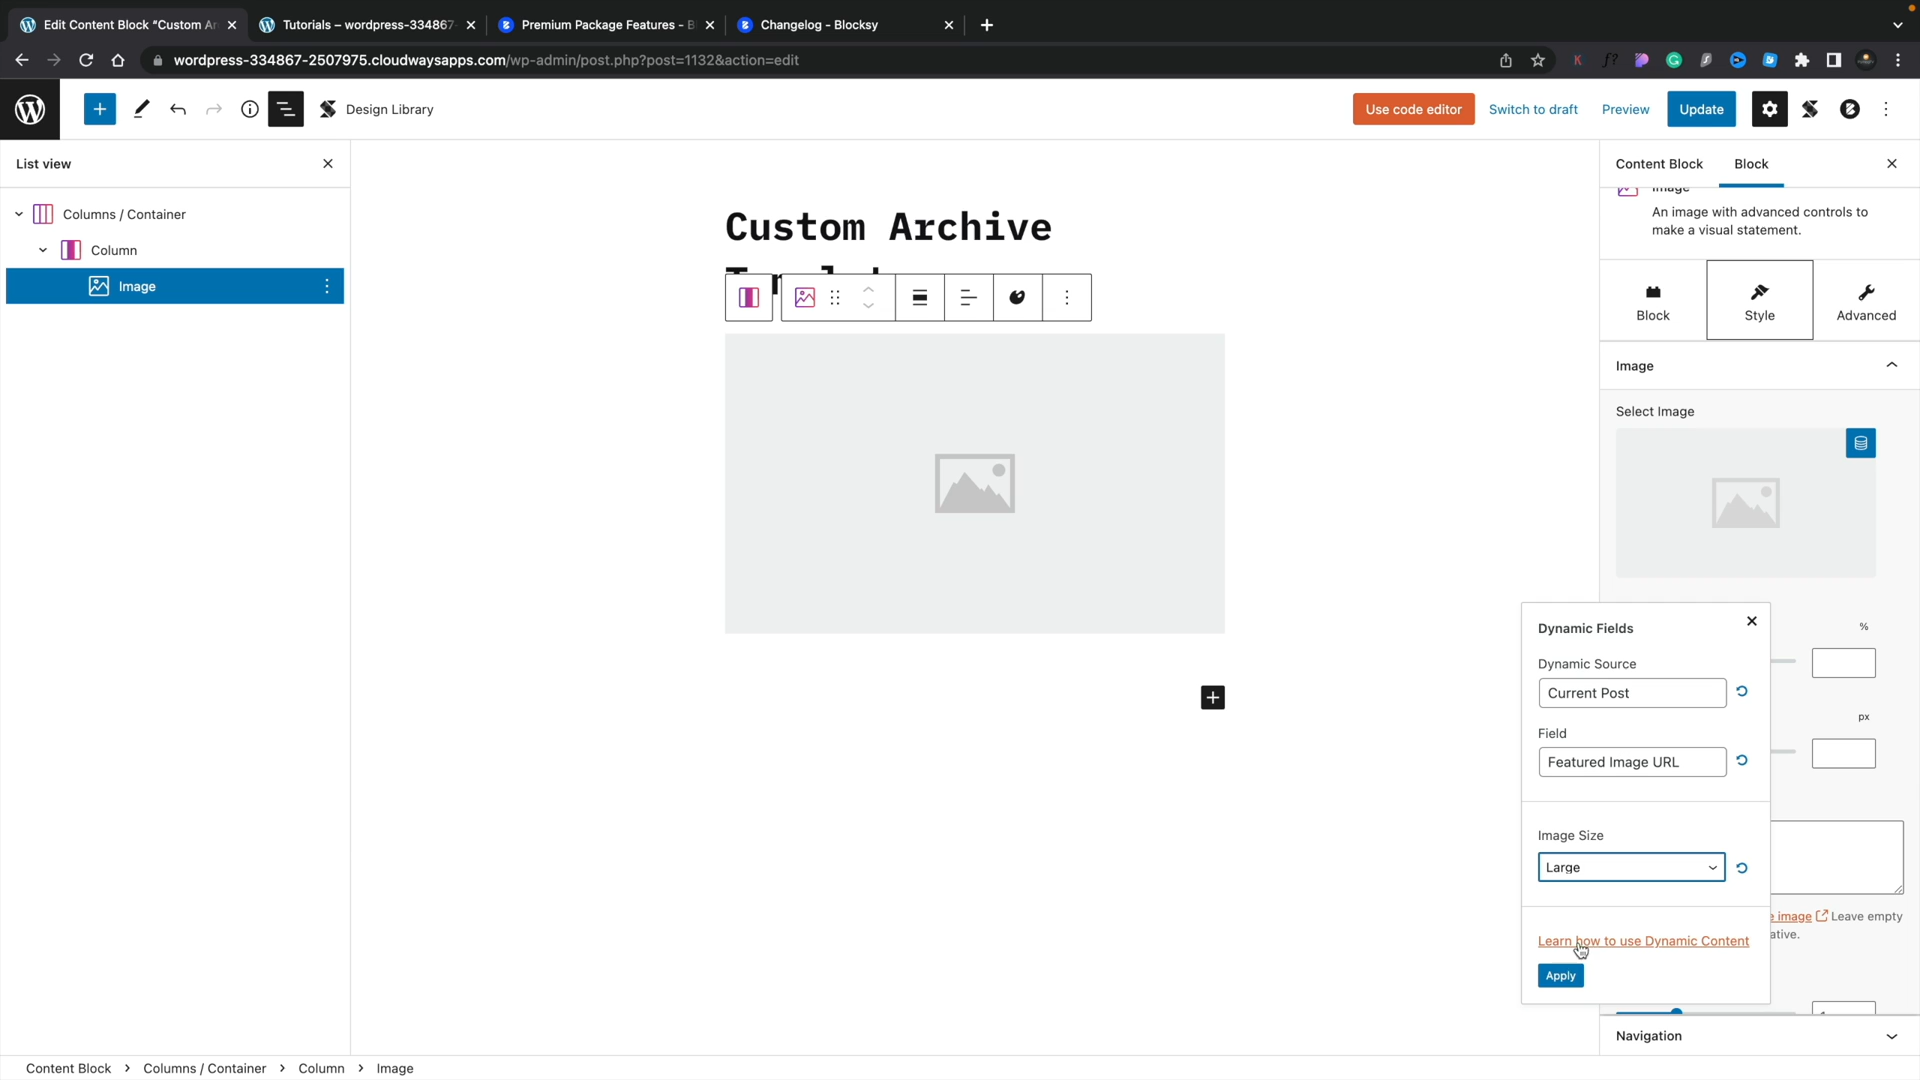 Edit Content Block "Custom Ar
Tutorials – wordpress-334867-
Premium Package Features - B
Changelog - Blocksy
wordpress-334867-2507975.cloudwaysapps.com/wp-admin/post.php?post=1132&action=edit
Design Library
Use code editor
Switch to draft
Preview
Update
List view
Columns / Container
Column
Image
Custom Archive
Content Block
Block
Image
An image with advanced controls to
make a visual statement.
Block
Style
Advanced
Image
Select Image
%
px
Dynamic Fields
Dynamic Source
Current Post
Field
Featured Image URL
Image Size
Large
Learn how to use Dynamic Content
Apply
e image Leave empty
ative.
Navigation
Content Block > Columns / Container > Column > Image